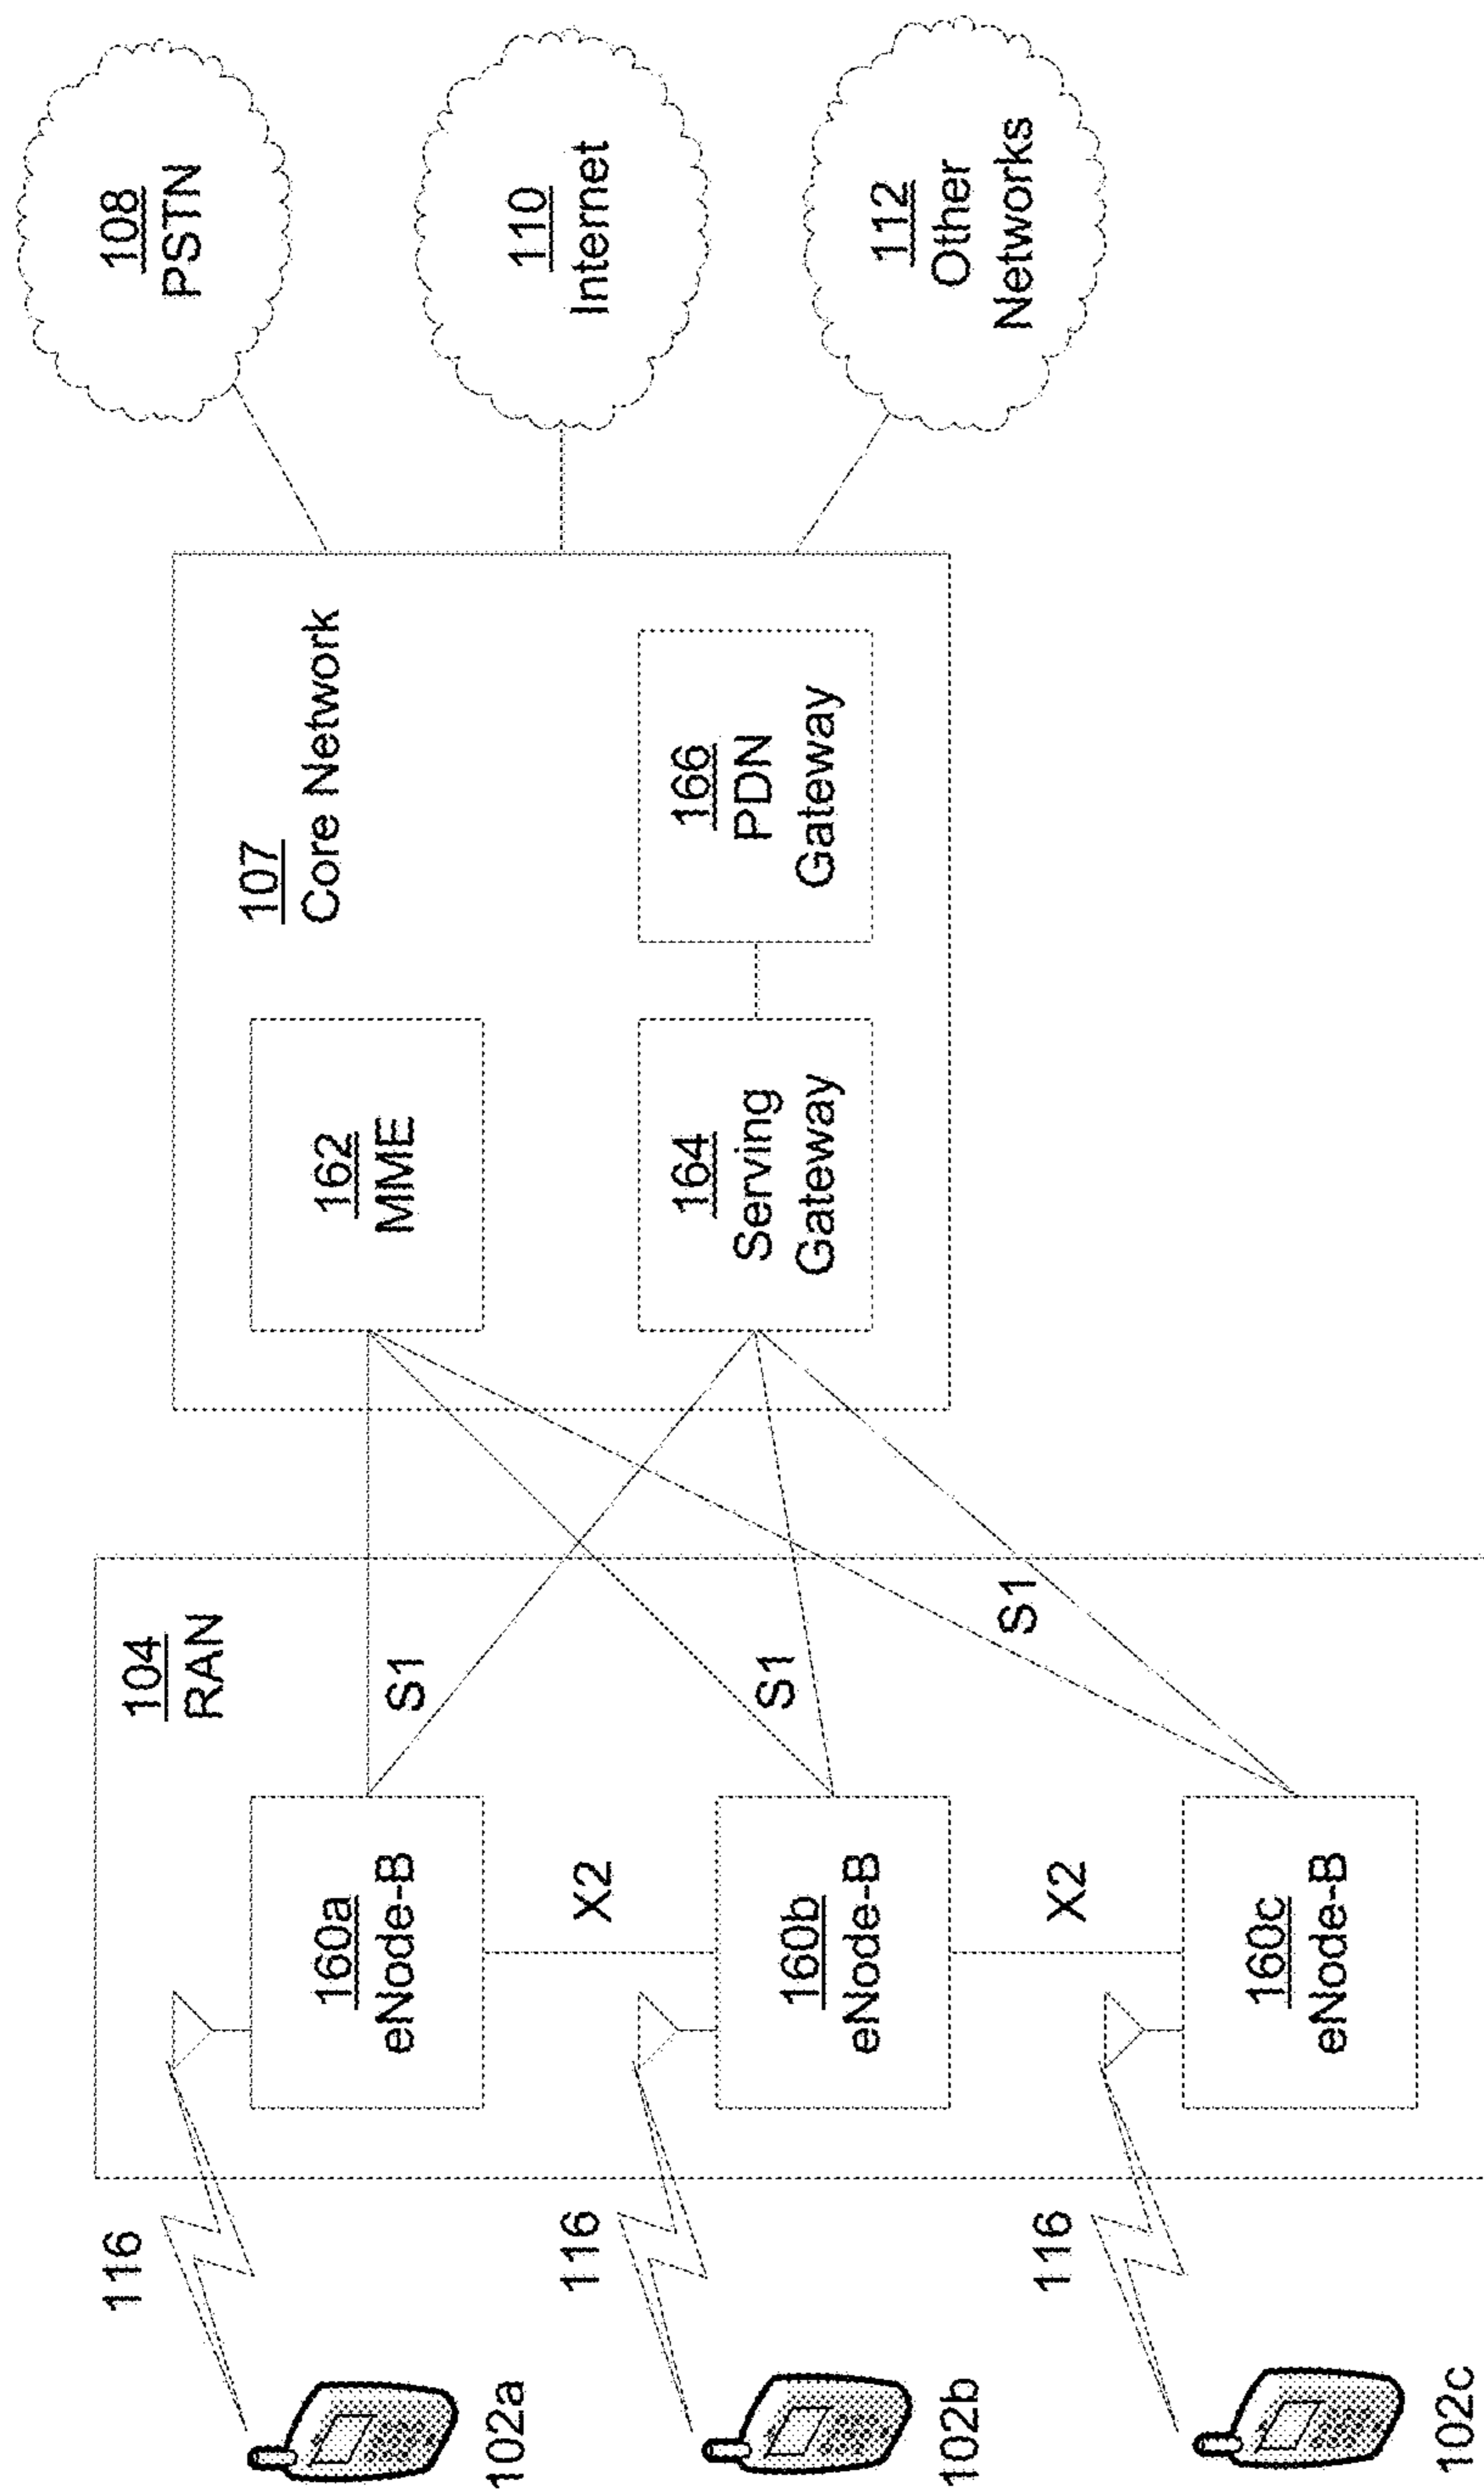 116
102a
116
102b
116
102c
104
RAN
160a
eNode-B
X2
160b
eNode-B
X2
160c
eNode-B
S1
S1
S1
107
Core Network
162
MME
164
Serving
Gateway
166
PDN
Gateway
108
PSTN
110
Internet
112
Other
Networks